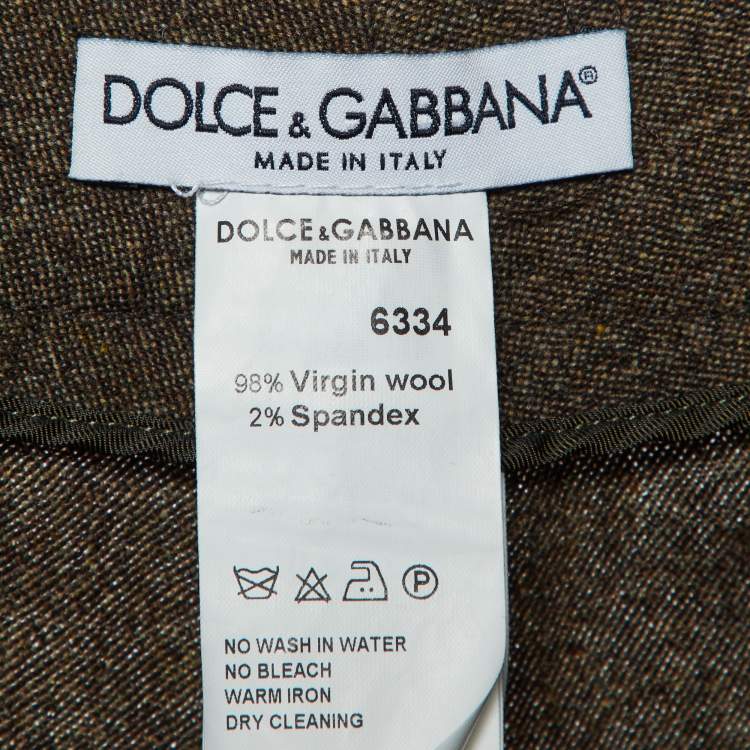 DOLCE & GABBANA®
MADE IN ITALY
DOLCE & GABBANA
MADE IN ITALY
6334
98% Virgin wool
2% Spandex
P
NO WASH IN WATER
NO BLEACH
WARM IRON
DRY CLEANING